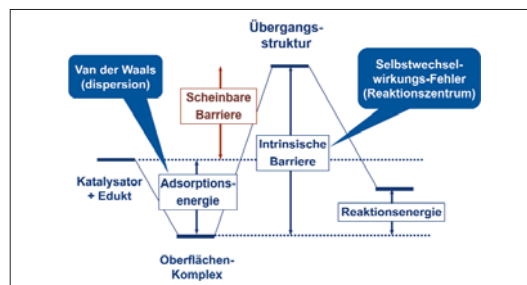 Übergangs-
struktur
Van der Waals
(dispersion)
Selbstwechsel-
wirkungs-Fehler
(Reaktionszentrum)
Scheinbare
Barriere
Intrinsische
Barriere
Katalysator
+ Edukt
Adsorptions-
energie
Reaktionsenergie
Oberflächen-
Komplex